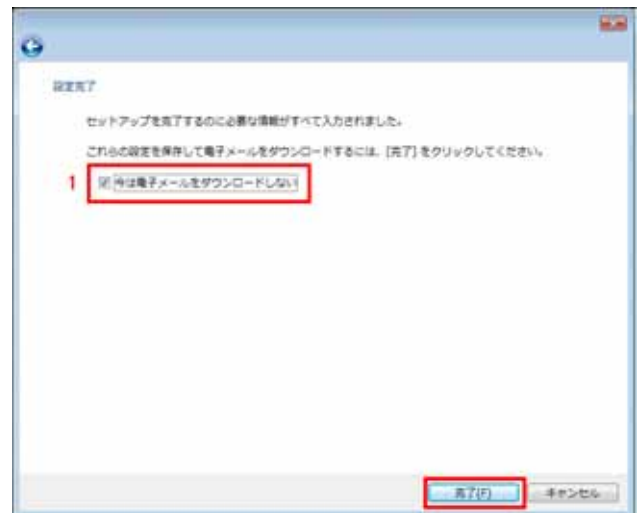 設定完了
セットアップを完了するのに必要な情報がすべて入力されました。
これらの設定を保存して電子メールをダウンロードするには、[完了] をクリックしてください。
1
今は電子メールをダウンロードしない
完了(F) キャンセル